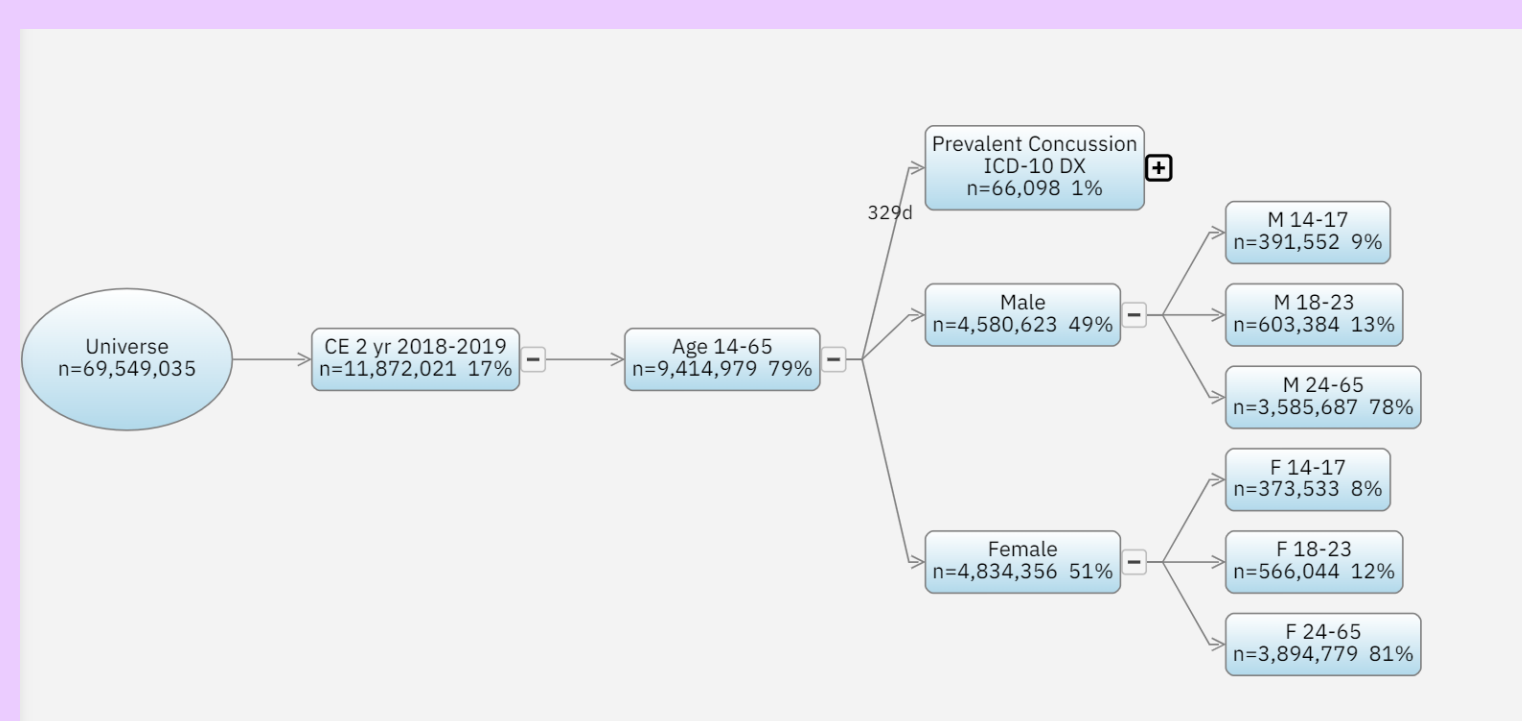 Universe
n=69,549,035
CE 2 yr 2018-2019
n=11,872,021 17%
Age 14-65
n=9,414,979 79%
329d
Prevalent Concussion
ICD-10 DX
n=66,098 1%
Male
n=4,580,623 49%
M 14-17
n=391,552 9%
M 18-23
n=603,384 13%
M 24-65
n=3,585,687 78%
Female
n=4,834,356 51%
F 14-17
n=373,533 8%
F 18-23
n=566,044 12%
F 24-65
n=3,894,779 81%